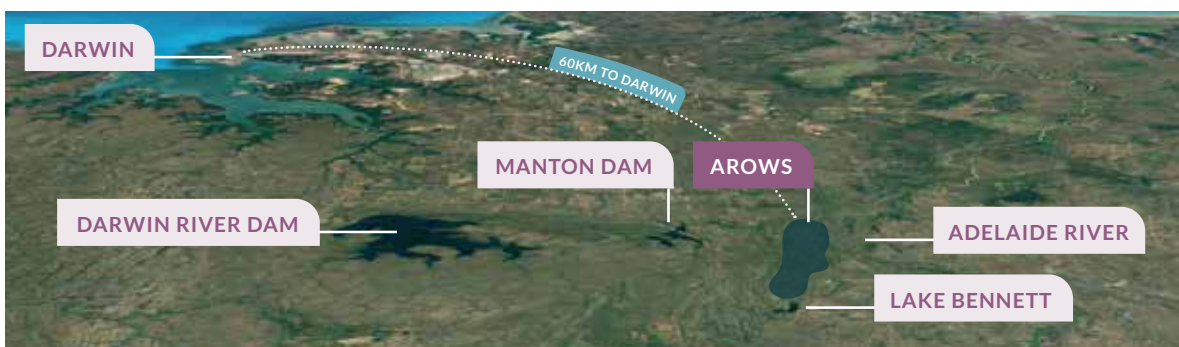 DARWIN
60KM TO DARWIN
MANTON DAM
AROWS
DARWIN RIVER DAM
ADELAIDE RIVER
LAKE BENNETT